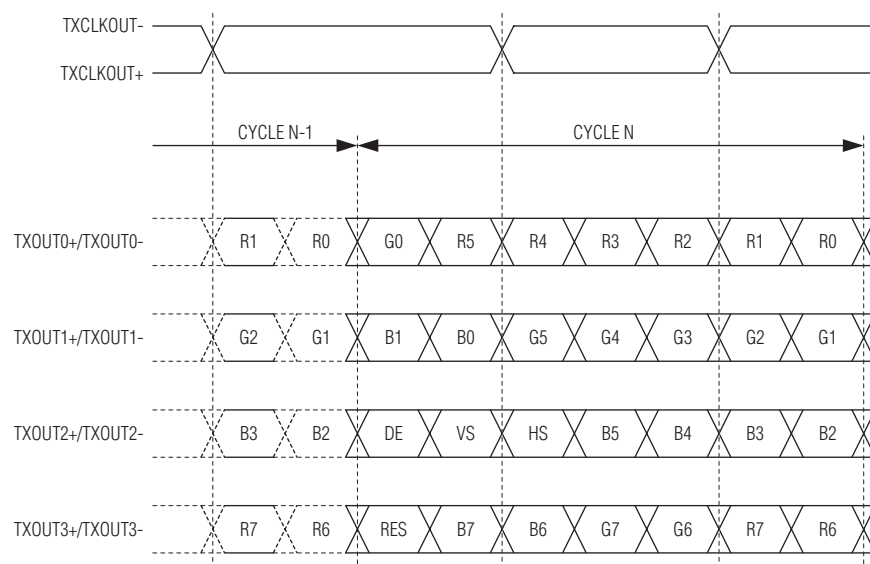 TXCLKOUT-
TXCLKOUT+
CYCLE N-1 CYCLE N
TXOUT0+/TXOUT0- R1 R0 G0 R5 R4 R3 R2 R1 R0
TXOUT1+/TXOUT1- G2 G1 B1 B0 G5 G4 G3 G2 G1
TXOUT2+/TXOUT2- B3 B2 DE VS HS B5 B4 B3 B2
TXOUT3+/TXOUT3- R7 R6 RES B7 B6 G7 G6 R7 R6